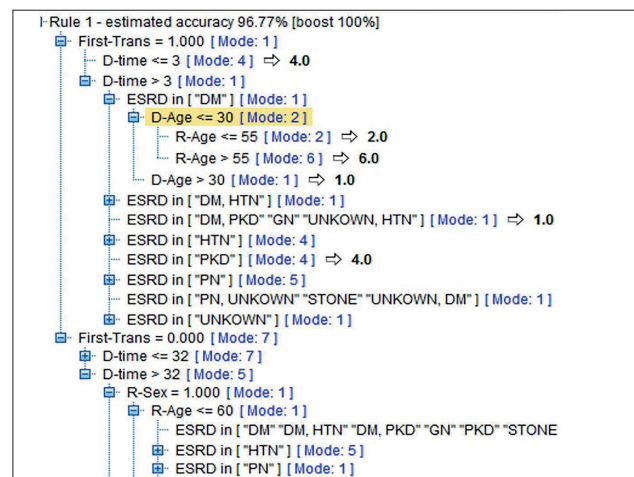 Rule 1 - estimated accuracy 96.77% [boost 100%]
First-Trans = 1.000 [Mode: 1]
D-time <= 3 [Mode: 4] ⇨ 4.0
D-time > 3 [Mode: 1]
ESRD in ["DM"] [Mode: 1]
D-Age <= 30 [Mode: 2]
R-Age <= 55 [Mode: 2] ⇨ 2.0
R-Age > 55 [Mode: 6] ⇨ 6.0
D-Age > 30 [Mode: 1] ⇨ 1.0
ESRD in ["DM, HTN"] [Mode: 1]
ESRD in ["DM, PKD" "GN" "UNKOWN, HTN"] [Mode: 1] ⇨ 1.0
ESRD in ["HTN"] [Mode: 4]
ESRD in ["PKD"] [Mode: 4] ⇨ 4.0
ESRD in ["PN"] [Mode: 5]
ESRD in ["PN, UNKOWN" "STONE" "UNKOWN, DM"] [Mode: 1]
ESRD in ["UNKOWN"] [Mode: 1]
First-Trans = 0.000 [Mode: 7]
D-time <= 32 [Mode: 7]
D-time > 32 [Mode: 5]
R-Sex = 1.000 [Mode: 1]
R-Age <= 60 [Mode: 1]
ESRD in ["DM" "DM, HTN" "DM, PKD" "GN" "PKD" "STONE
ESRD in ["HTN"] [Mode: 5]
ESRD in ["PN"] [Mode: 1]